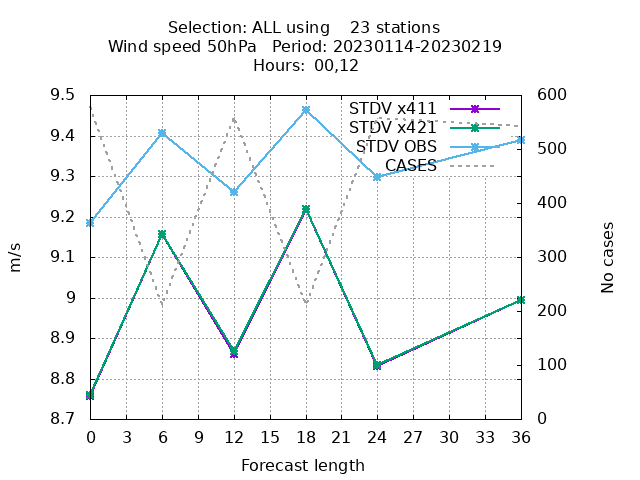 Selection: ALL using    23 stations
Wind speed 50hPa   Period: 20230114-20230219
Hours:  00,12
9.5
9.4
9.3
9.2
9.1
9
8.9
8.8
8.7
m/s
STDV x411
STDV x421
STDV OBS
CASES
600
500
400
300
200
100
0
No cases
0 3 6 9 12 15 18 21 24 27 30 33 36
Forecast length